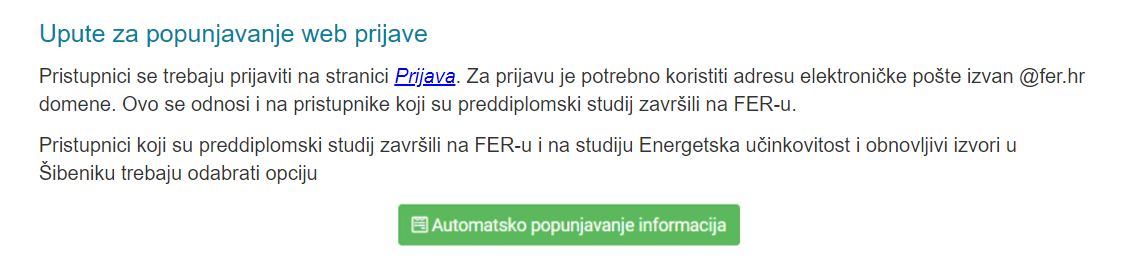 Upute za popunjavanje web prijave
Pristupnici se trebaju prijaviti na stranici Prijava. Za prijavu je potrebno koristiti adresu elektroničke pošte izvan @fer.hr
domene. Ovo se odnosi i na pristupnike koji su preddiplomski studij završili na FER-u.
Pristupnici koji su preddiplomski studij završili na FER-u i na studiju Energetska učinkovitost i obnovljivi izvori u
Šibeniku trebaju odabrati opciju
Automatsko popunjavanje informacija